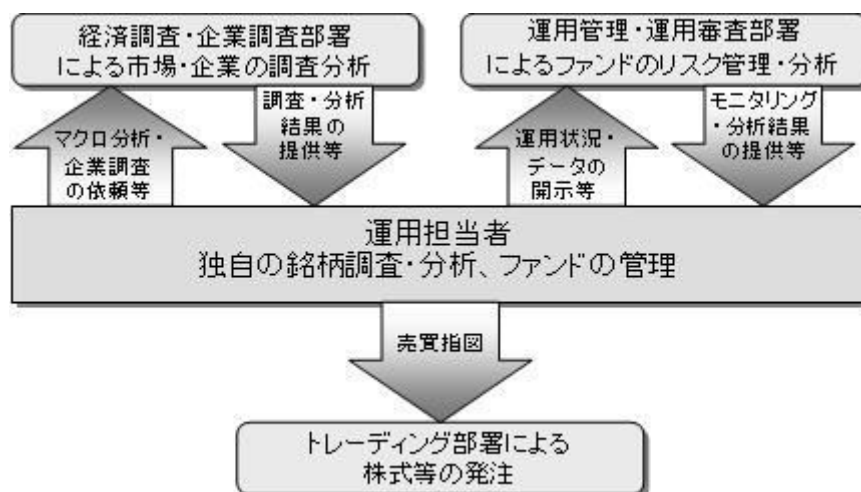 経済調査・企業調査部署
による市場・企業の調査分析
運用管理・運用審査部署
によるファンドのリスク管理・分析
マクロ分析・
企業調査
の依頼等
調査・分析
結果の
提供等
運用状況・
データの
開示等
モニタリング
・分析結果
の提供等
運用担当者
独自の銘柄調査・分析、ファンドの管理
売買指図
トレーディング部署による
株式等の発注